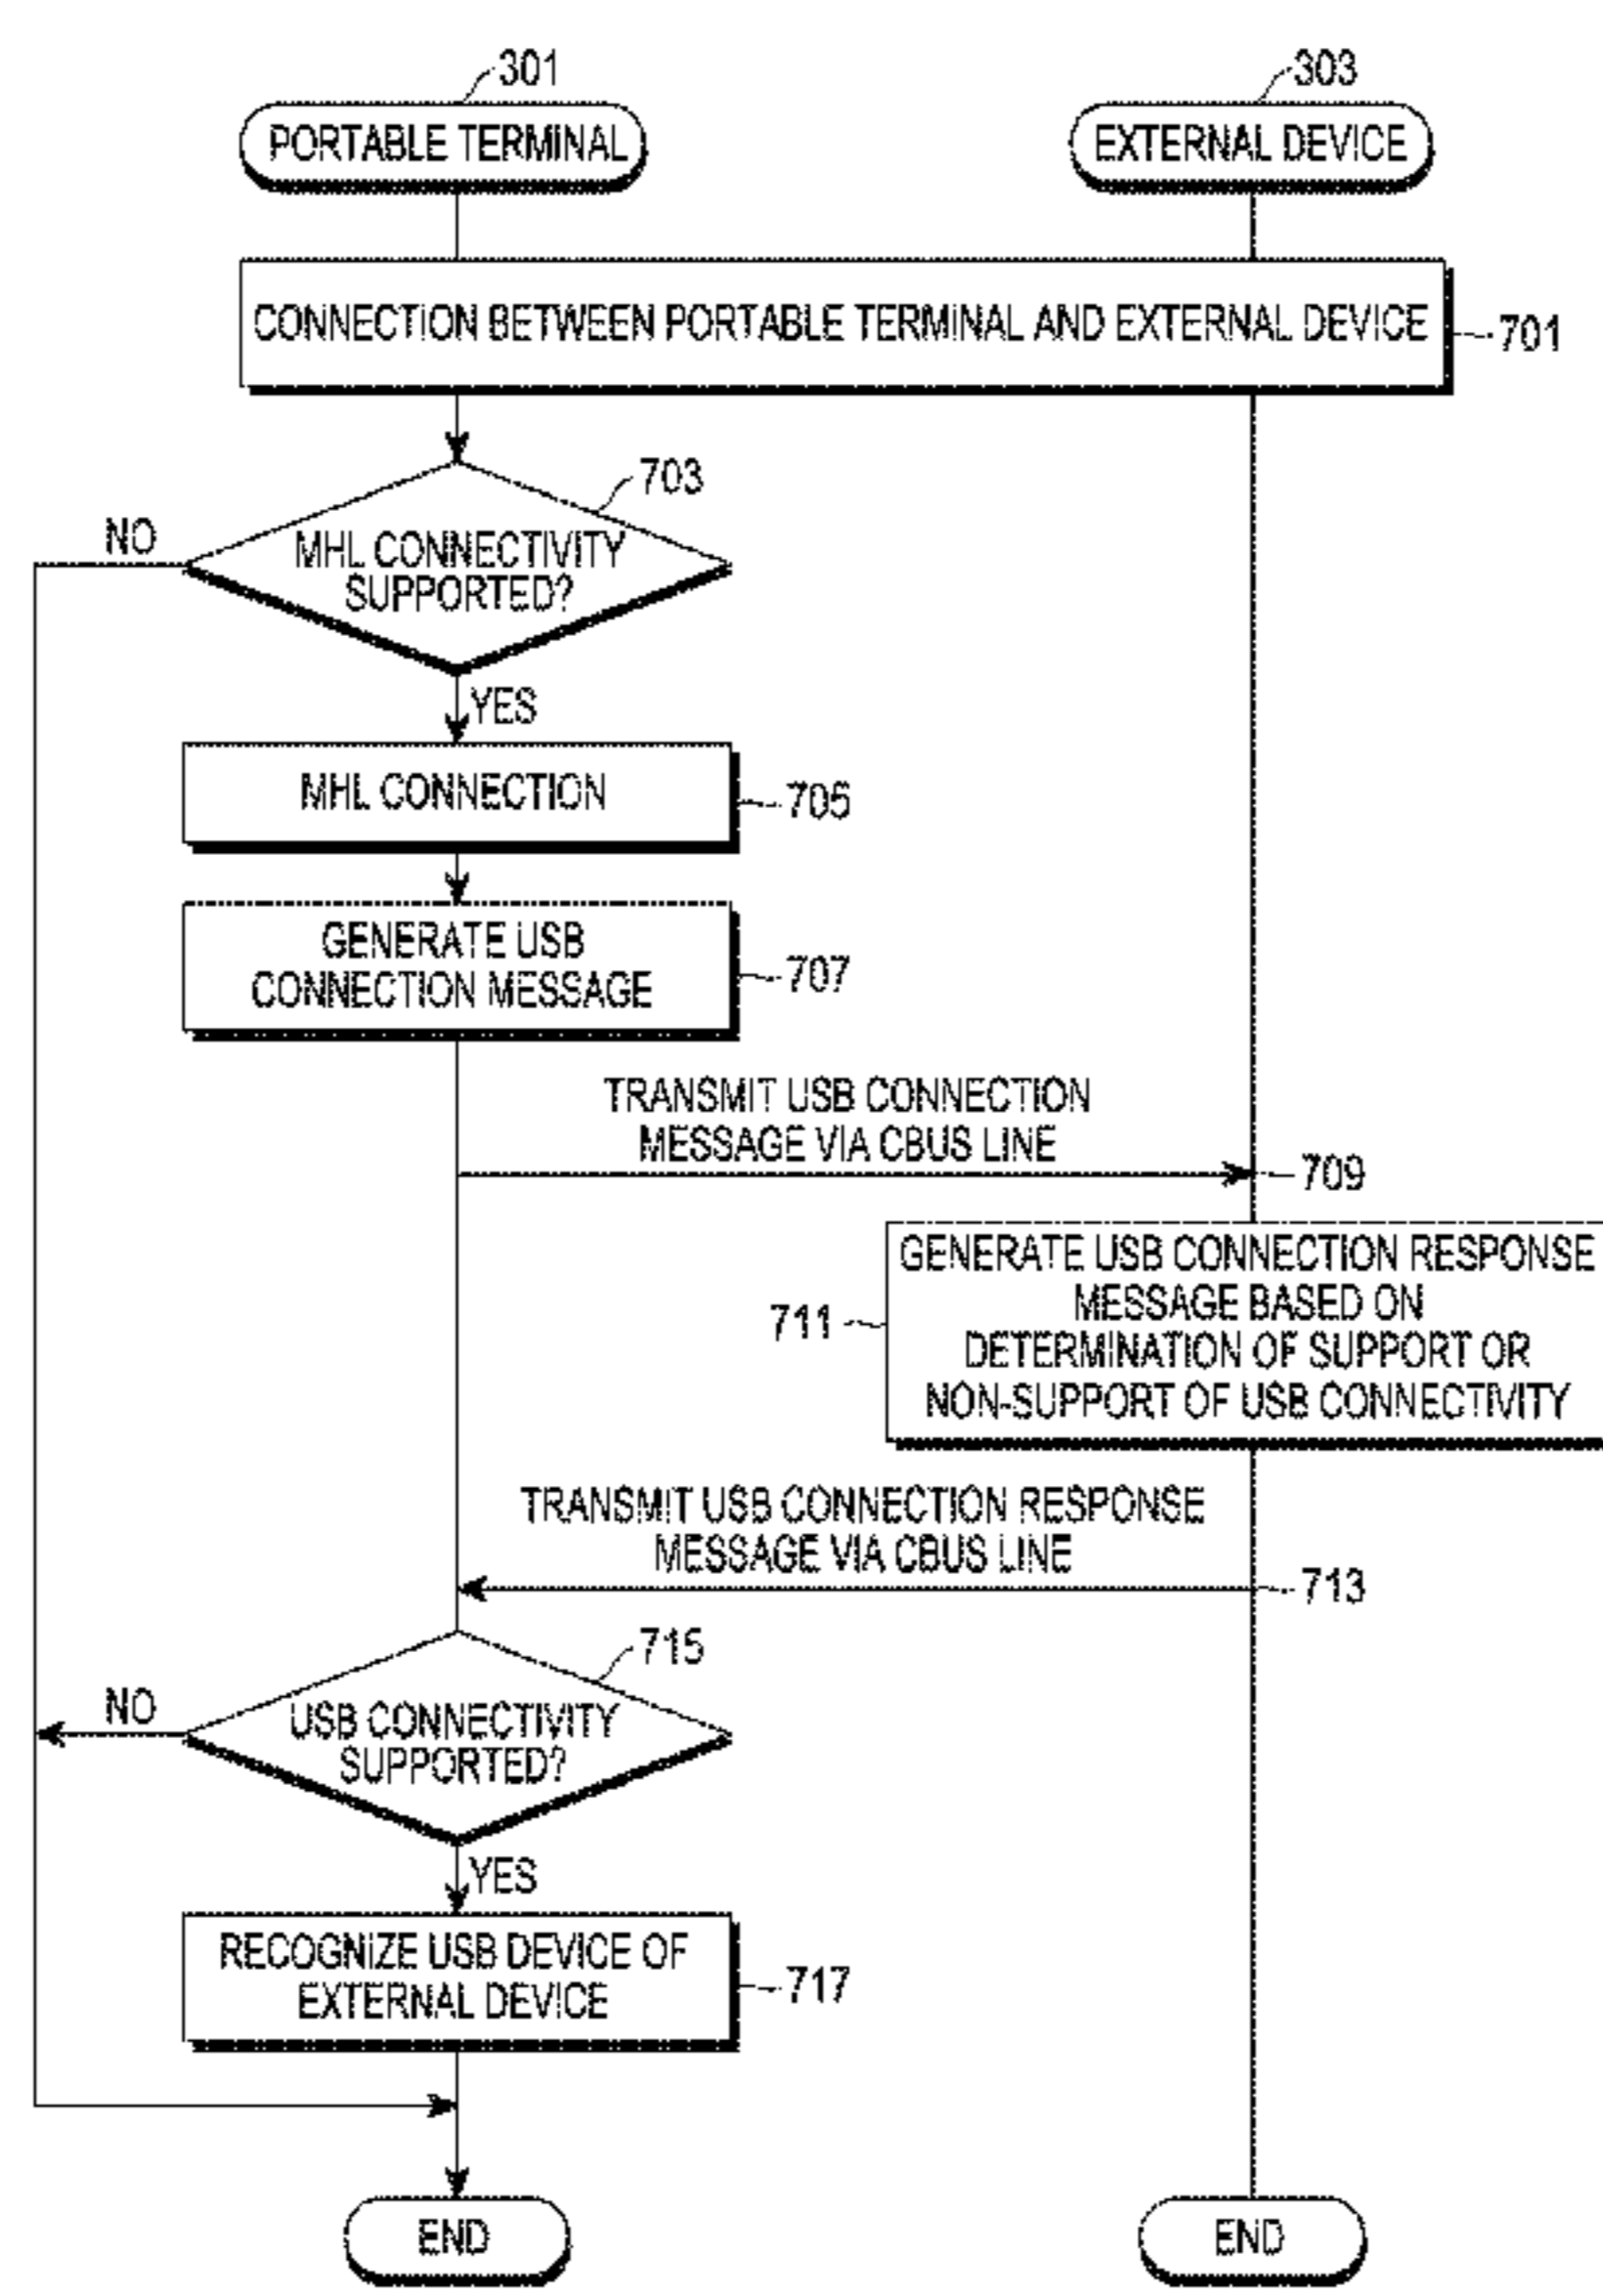 301
303
PORTABLE TERMINAL
EXTERNAL DEVICE
CONNECTION BETWEEN PORTABLE TERMINAL AND EXTERNAL DEVICE
701
703
NO
MHL CONNECTIVITY
SUPPORTED?
YES
MHL CONNECTION
705
GENERATE USB
CONNECTION MESSAGE
707
TRANSMIT USB CONNECTION
MESSAGE VIA CBUS LINE
709
GENERATE USB CONNECTION RESPONSE
MESSAGE BASED ON
DETERMINATION OF SUPPORT OR
NON-SUPPORT OF USB CONNECTIVITY
711
TRANSMIT USB CONNECTION RESPONSE
MESSAGE VIA CBUS LINE
713
715
NO
USB CONNECTIVITY
SUPPORTED?
YES
RECOGNIZE USB DEVICE OF
EXTERNAL DEVICE
717
END
END